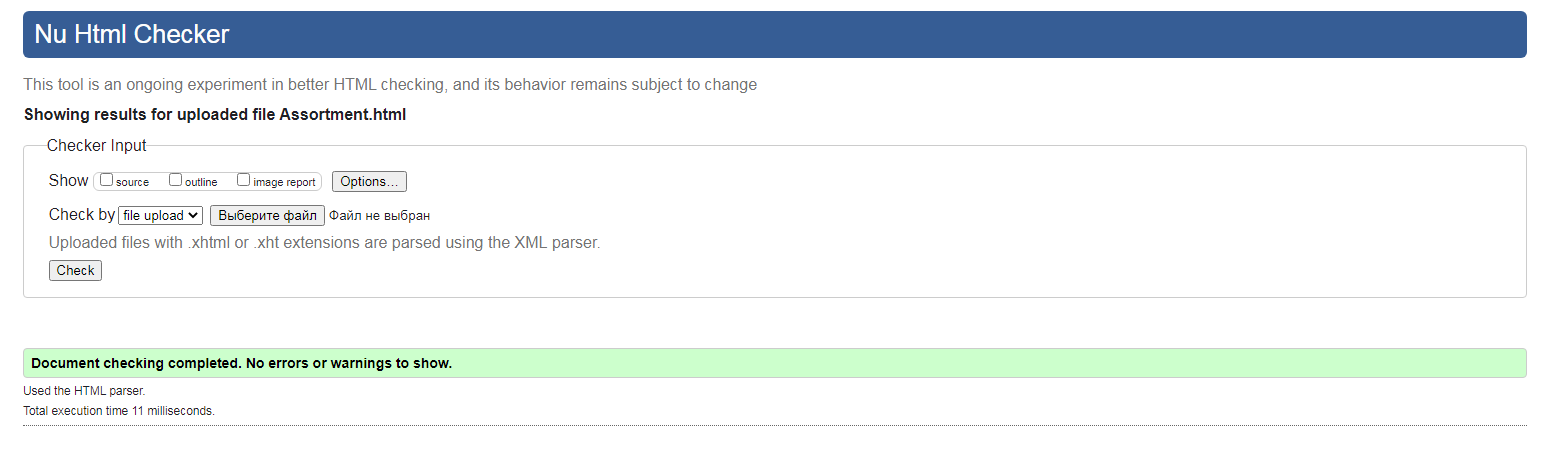 Nu Html Checker
This tool is an ongoing experiment in better HTML checking, and its behavior remains subject to change
Showing results for uploaded file Assortment.html
Checker Input
Show source outline image report Options...
Check by file upload Выберите файл Файл не выбран
Uploaded files with .xhtml or .xht extensions are parsed using the XML parser.
Check
Document checking completed. No errors or warnings to show.
Used the HTML parser.
Total execution time 11 milliseconds.